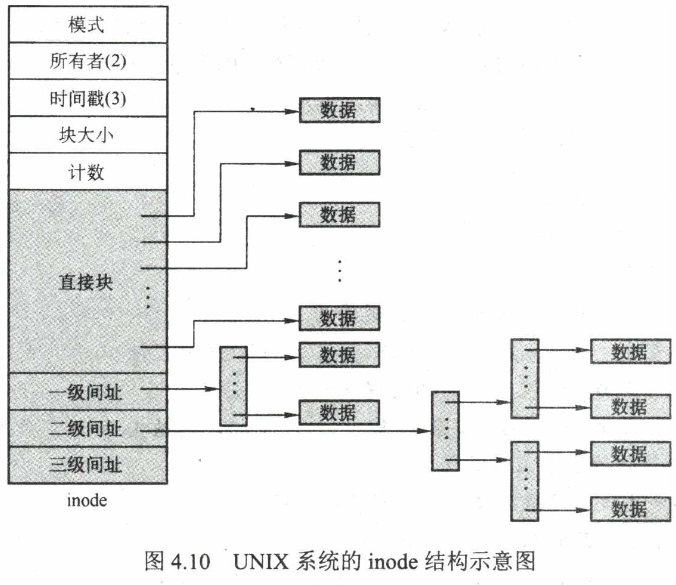 模式
所有者(2)
时间戳(3)
块大小
计数
直接块
一级间址
二级间址
三级间址
inode
数据
数据
数据
数据
数据
数据
数据
数据
数据
数据
图 4.10 UNIX 系统的 inode 结构示意图